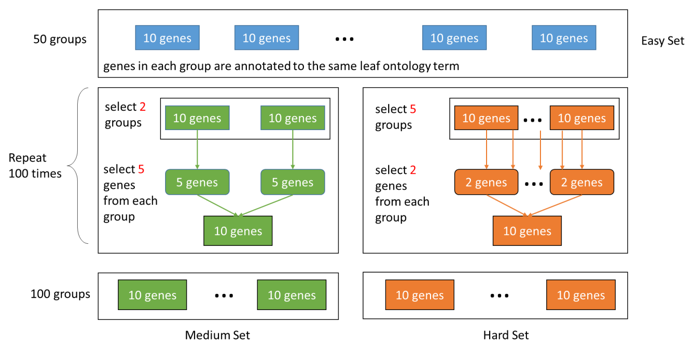 50 groups
10 genes
10 genes
...
10 genes
10 genes
Easy Set
genes in each group are annotated to the same leaf ontology term
Repeat
100 times
select 2
groups
10 genes
10 genes
select 5
genes
from each
group
5 genes
5 genes
10 genes
select 5
groups
10 genes
...
10 genes
select 2
genes
from each
group
2 genes
...
2 genes
10 genes
100 groups
10 genes
...
10 genes
10 genes
...
10 genes
Medium Set
Hard Set